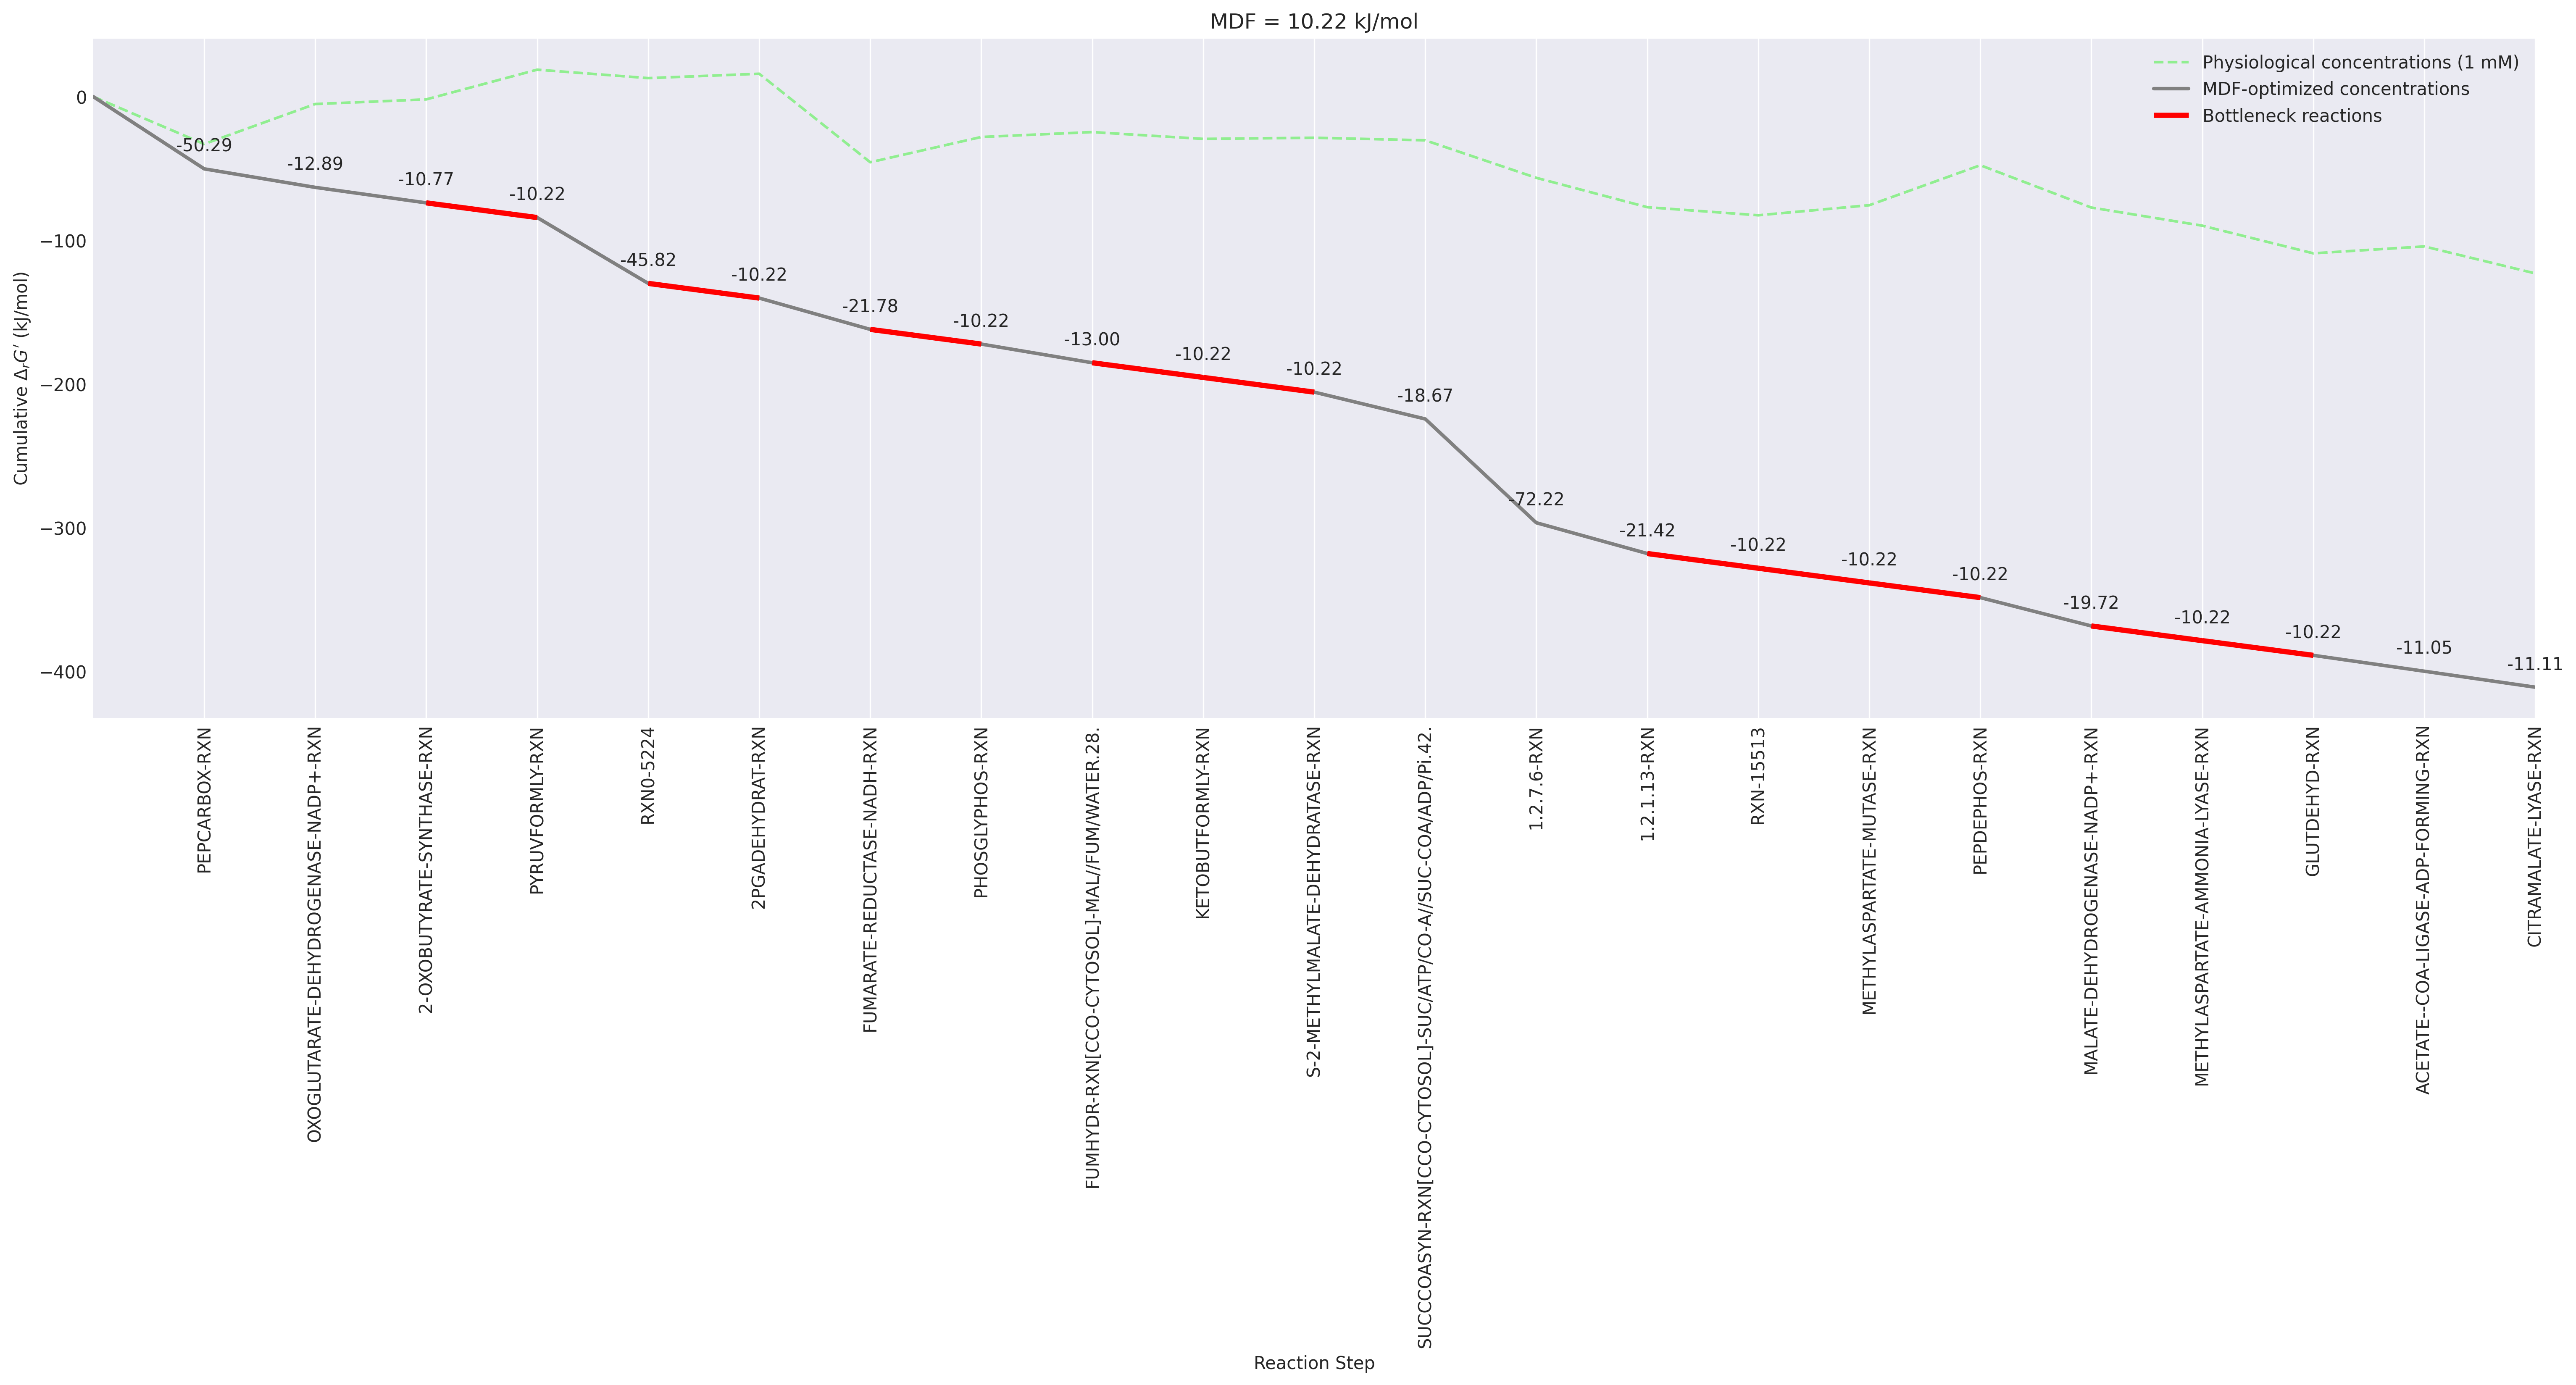 MDF = 10.22 kJ/mol
Physiological concentrations (1 mM)
MDF-optimized concentrations
Bottleneck reactions
Cumulative ΔrG′ (kJ/mol)
0
−100
−200
−300
−400
-50.29
-12.89
-10.77
-10.22
-45.82
-10.22
-21.78
-10.22
-13.00
-10.22
-10.22
-18.67
-72.22
-21.42
-10.22
-10.22
-10.22
-19.72
-10.22
-10.22
-11.05
-11.11
PEPCARBOX-RXN
OXOGLUTARATE-DEHYDROGENASE-NADP+-RXN
2-OXOBUTYRATE-SYNTHASE-RXN
PYRUVFORMLY-RXN
RXN0-5224
2PGADEHYDRAT-RXN
FUMARATE-REDUCTASE-NADH-RXN
PHOSGLYPHOS-RXN
FUMHYDR-RXN[CCO-CYTOSOL]-MAL//FUM/WATER.28.
KETOBUTFORMLY-RXN
S-2-METHYLMALATE-DEHYDRATASE-RXN
SUCCCOASYN-RXN[CCO-CYTOSOL]-SUC/ATP/CO-A//SUC-COA/ADP/Pi.42.
1.2.7.6-RXN
1.2.1.13-RXN
RXN-15513
METHYLASPARTATE-MUTASE-RXN
PEPDEPHOS-RXN
MALATE-DEHYDROGENASE-NADP+-RXN
METHYLASPARTATE-AMMONIA-LYASE-RXN
GLUTDEHYD-RXN
ACETATE--COA-LIGASE-ADP-FORMING-RXN
CITRAMALATE-LYASE-RXN
Reaction Step